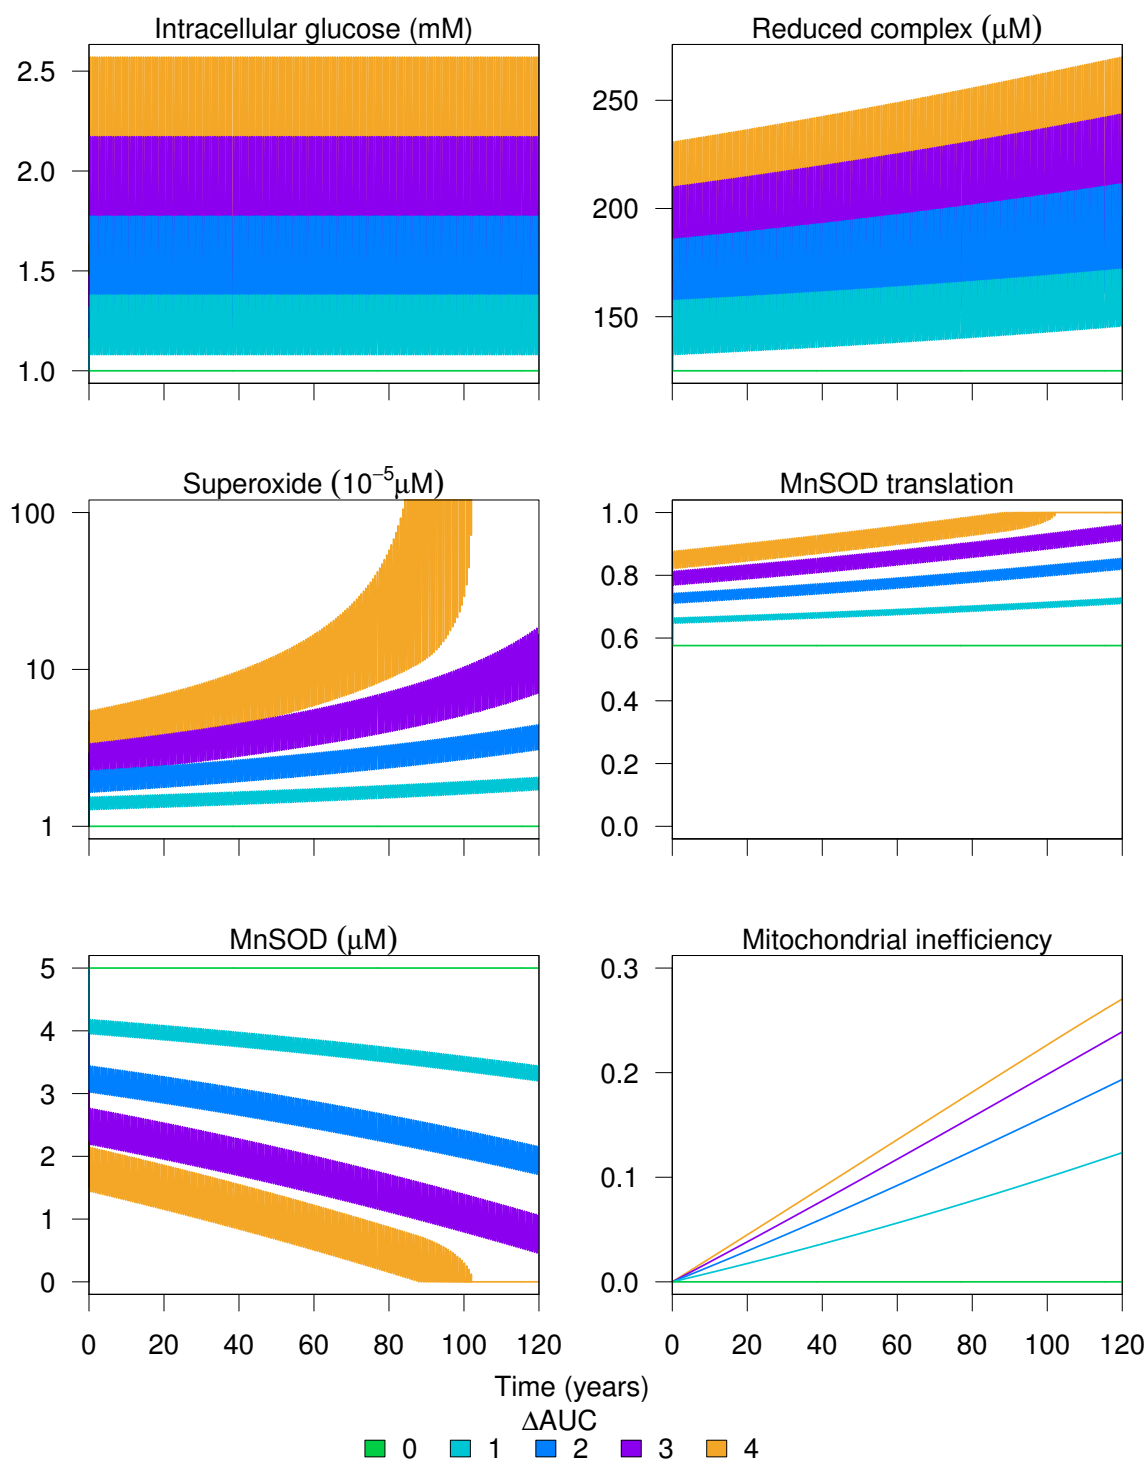 Intracellular glucose (mM)
2.5
2.0
1.5
1.0
Reduced complex (μM)
250
200
150
Superoxide (10⁻⁵μM)
100
10
1
MnSOD translation
1.0
0.8
0.6
0.4
0.2
0.0
MnSOD (μM)
5
4
3
2
1
0
0 20 40 60 80 100 120
Mitochondrial inefficiency
0.3
0.2
0.1
0.0
0 20 40 60 80 100 120
Time (years)
ΔAUC
0 1 2 3 4